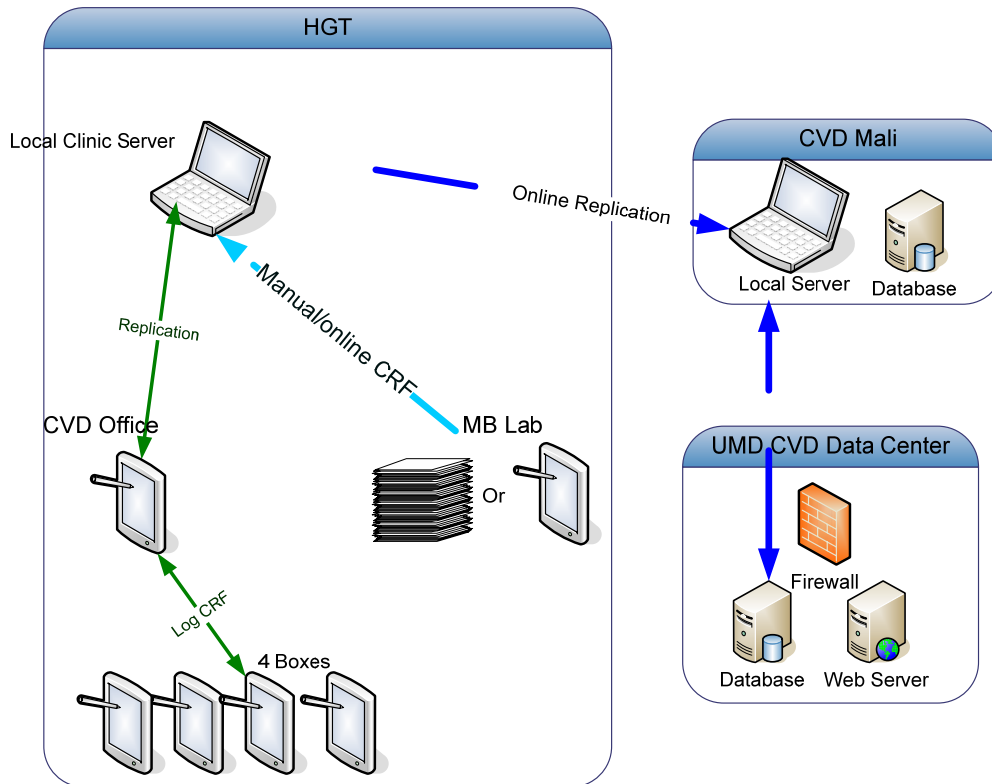 HGT
Local Clinic Server
Online Replication
Manual/online CRF
Replication
CVD Office
MB Lab
Or
Log CRF
4 Boxes
CVD Mali
Local Server
Database
UMD CVD Data Center
Firewall
Database
Web Server